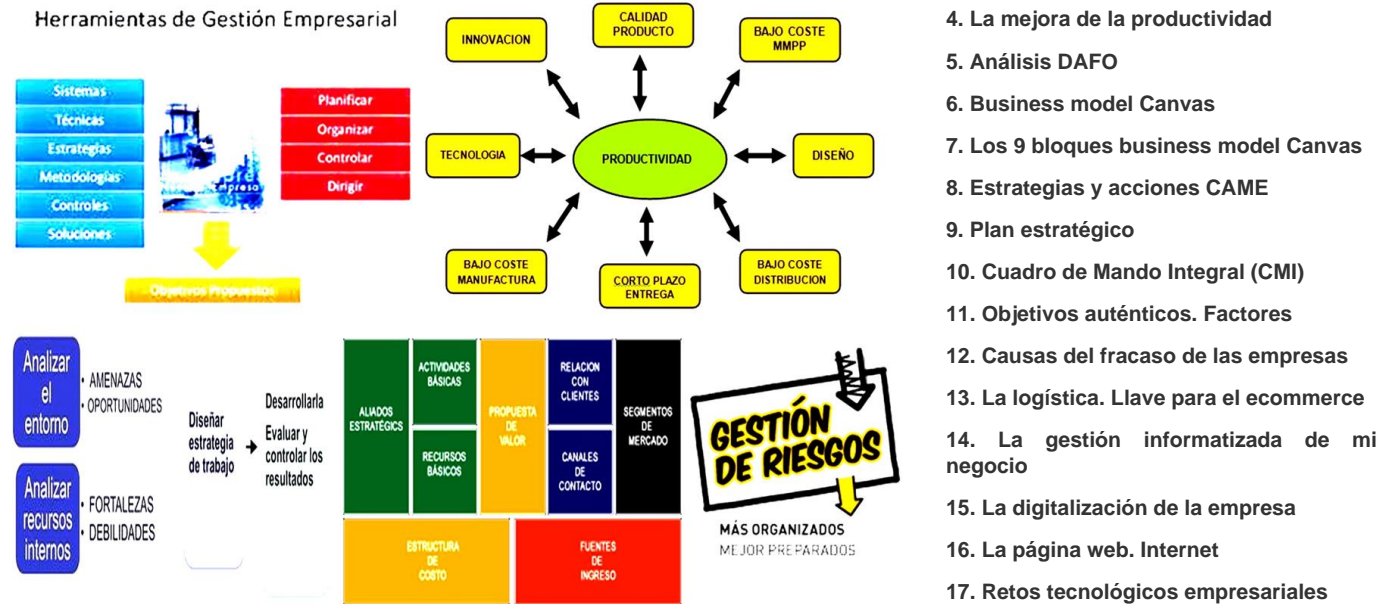 Herramientas de Gestión Empresarial
Sistemas
Técnicas
Estrategias
Metodologías
Controles
Soluciones
Empresa
Planificar
Organizar
Controlar
Dirigir
Objetivos Propuestos
INNOVACION
CALIDAD
PRODUCTO
BAJO COSTE
MMPP
TECNOLOGIA
PRODUCTIVIDAD
DISEÑO
BAJO COSTE
MANUFACTURA
CORTO PLAZO
ENTREGA
BAJO COSTE
DISTRIBUCION
Analizar
el
entorno
• AMENAZAS
• OPORTUNIDADES
Analizar
recursos
internos
• FORTALEZAS
• DEBILIDADES
Diseñar
estrategia
de trabajo
Desarrollarla
Evaluar y
controlar los
resultados
ALIADOS
ESTRATÉGICS
ACTIVIDADES
BÁSICAS
RECURSOS
BÁSICOS
PROPUESTA
DE
VALOR
RELACION
CON
CLIENTES
CANALES
DE
CONTACTO
SEGMENTOS
DE
MERCADO
ESTRUCTURA
DE
COSTO
FUENTES
DE
INGRESO
GESTIÓN
DE RIESGOS
MÁS ORGANIZADOS
MEJOR PREPARADOS
4. La mejora de la productividad
5. Análisis DAFO
6. Business model Canvas
7. Los 9 bloques business model Canvas
8. Estrategias y acciones CAME
9. Plan estratégico
10. Cuadro de Mando Integral (CMI)
11. Objetivos auténticos. Factores
12. Causas del fracaso de las empresas
13. La logística. Llave para el ecommerce
14. La gestión informatizada de mi
negocio
15. La digitalización de la empresa
16. La página web. Internet
17. Retos tecnológicos empresariales